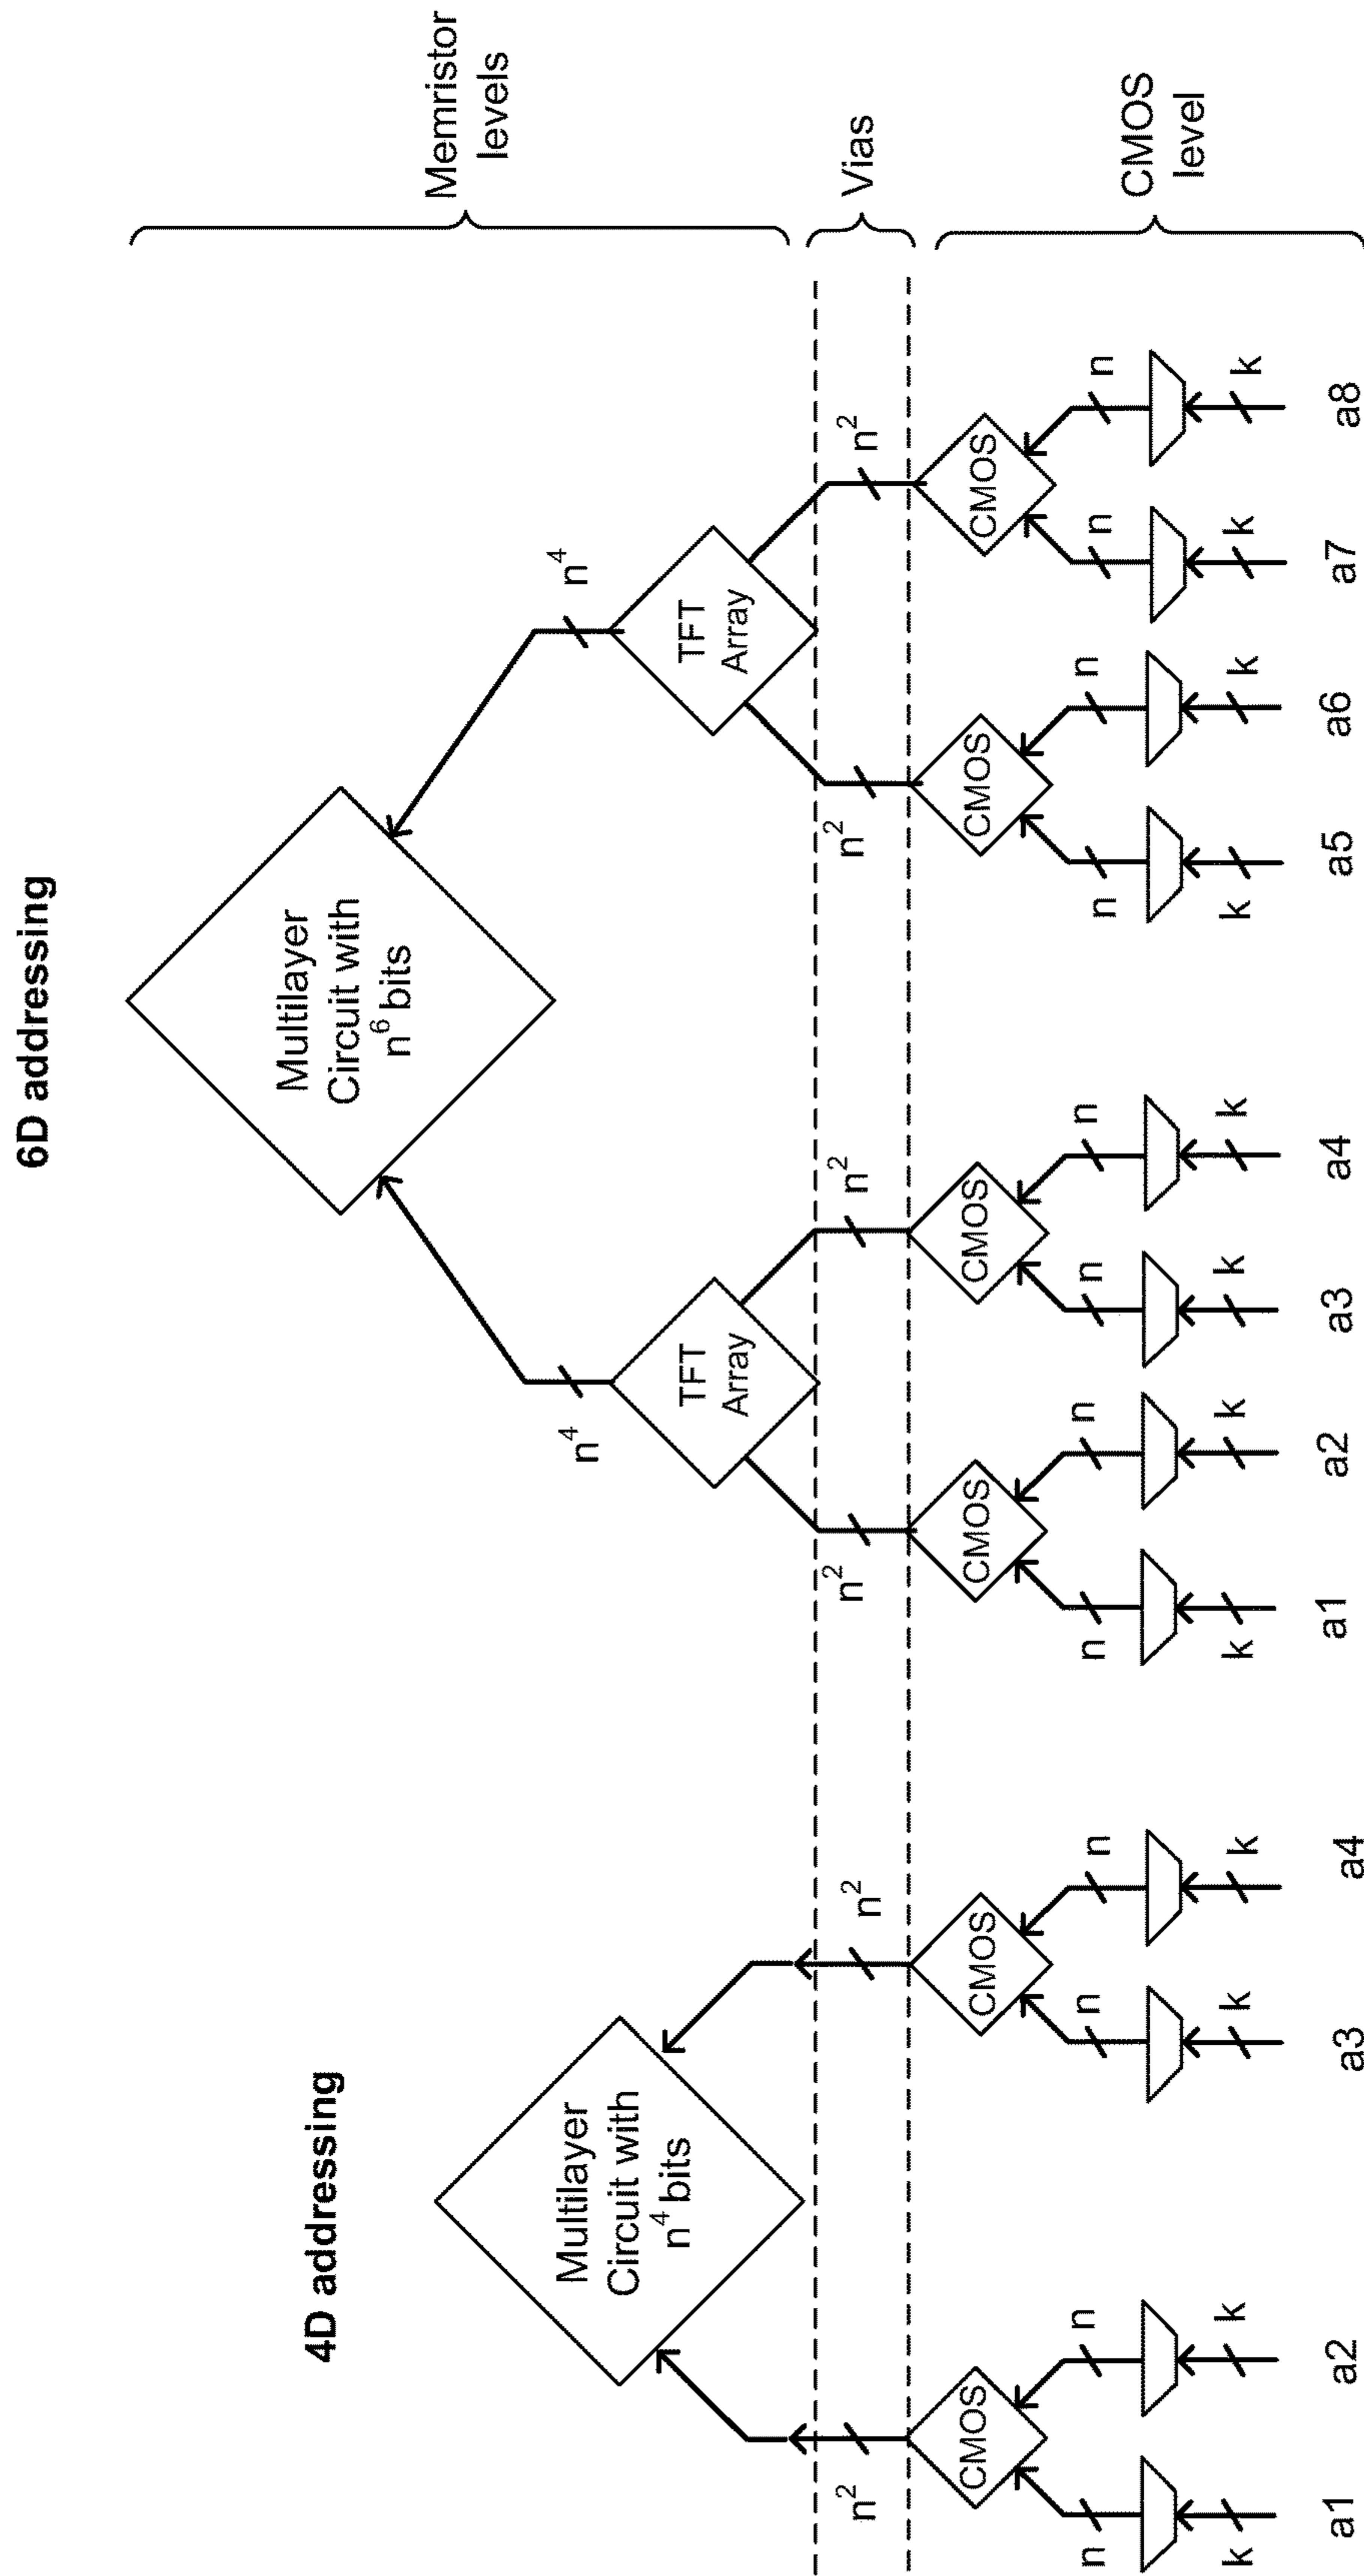 6D addressing
4D addressing
Multilayer
Circuit with
n⁶ bits
Memristor
levels
Multilayer
Circuit with
n⁴ bits
n⁴
n⁴
TFT
Array
TFT
Array
n²
n²
n²
n²
n²
n²
Vias
CMOS
CMOS
CMOS
CMOS
CMOS
CMOS
CMOS
level
n
n
n
n
n
n
n
n
n
n
n
n
k
k
k
k
k
k
k
k
k
k
k
k
a1
a2
a3
a4
a1
a2
a3
a4
a5
a6
a7
a8